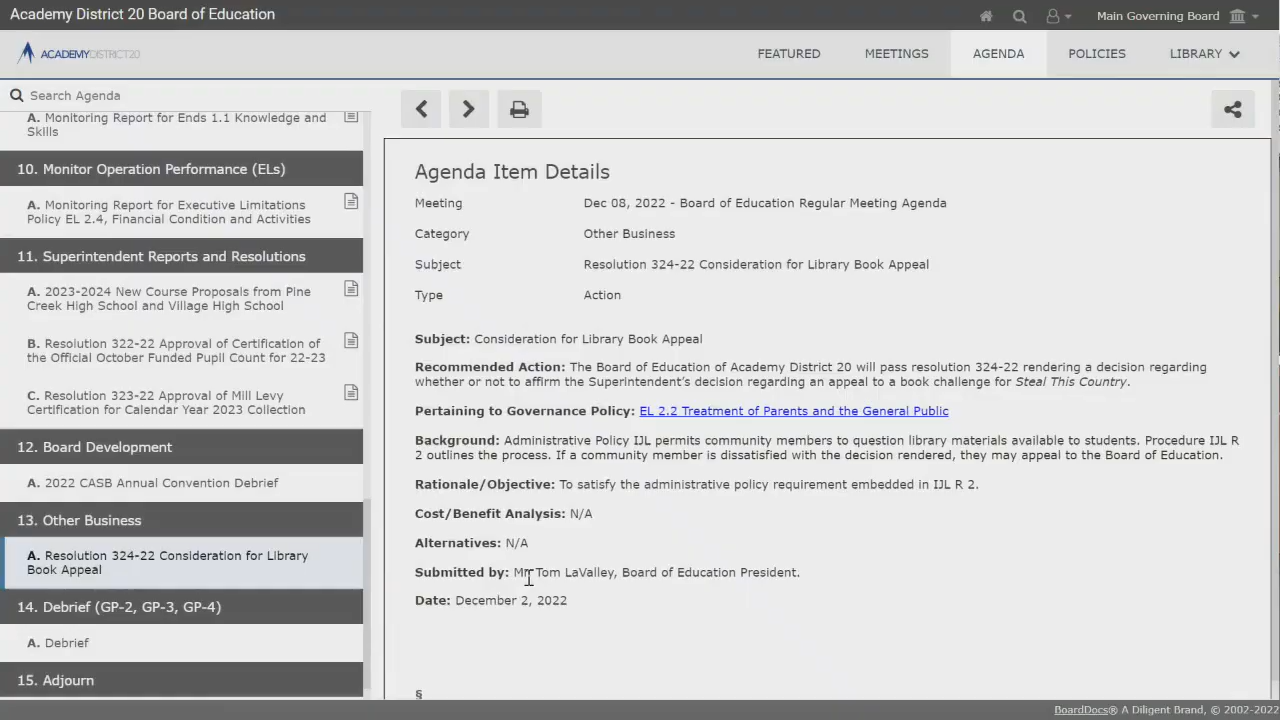 Academy District 20 Board of Education
Main Governing Board
ACADEMYDISTRICT20
FEATURED
MEETINGS
AGENDA
POLICIES
LIBRARY
Search Agenda
A. Monitoring Report for Ends 1.1 Knowledge and
Skills
10. Monitor Operation Performance (ELs)
A. Monitoring Report for Executive Limitations
Policy EL 2.4, Financial Condition and Activities
11. Superintendent Reports and Resolutions
A. 2023-2024 New Course Proposals from Pine
Creek High School and Village High School
B. Resolution 322-22 Approval of Certification of
the Official October Funded Pupil Count for 22-23
C. Resolution 323-22 Approval of Mill Levy
Certification for Calendar Year 2023 Collection
12. Board Development
A. 2022 CASB Annual Convention Debrief
13. Other Business
A. Resolution 324-22 Consideration for Library
Book Appeal
14. Debrief (GP-2, GP-3, GP-4)
A. Debrief
15. Adjourn
Agenda Item Details
Meeting Dec 08, 2022 - Board of Education Regular Meeting Agenda
Category Other Business
Subject Resolution 324-22 Consideration for Library Book Appeal
Type Action
Subject: Consideration for Library Book Appeal
Recommended Action: The Board of Education of Academy District 20 will pass resolution 324-22 rendering a decision regarding
whether or not to affirm the Superintendent's decision regarding an appeal to a book challenge for Steal This Country.
Pertaining to Governance Policy: EL 2.2 Treatment of Parents and the General Public
Background: Administrative Policy IJL permits community members to question library materials available to students. Procedure IJL R
2 outlines the process. If a community member is dissatisfied with the decision rendered, they may appeal to the Board of Education.
Rationale/Objective: To satisfy the administrative policy requirement embedded in IJL R 2.
Cost/Benefit Analysis: N/A
Alternatives: N/A
Submitted by: Mr. Tom LaValley, Board of Education President.
Date: December 2, 2022
§
BoardDocs® A Diligent Brand, © 2002-2022